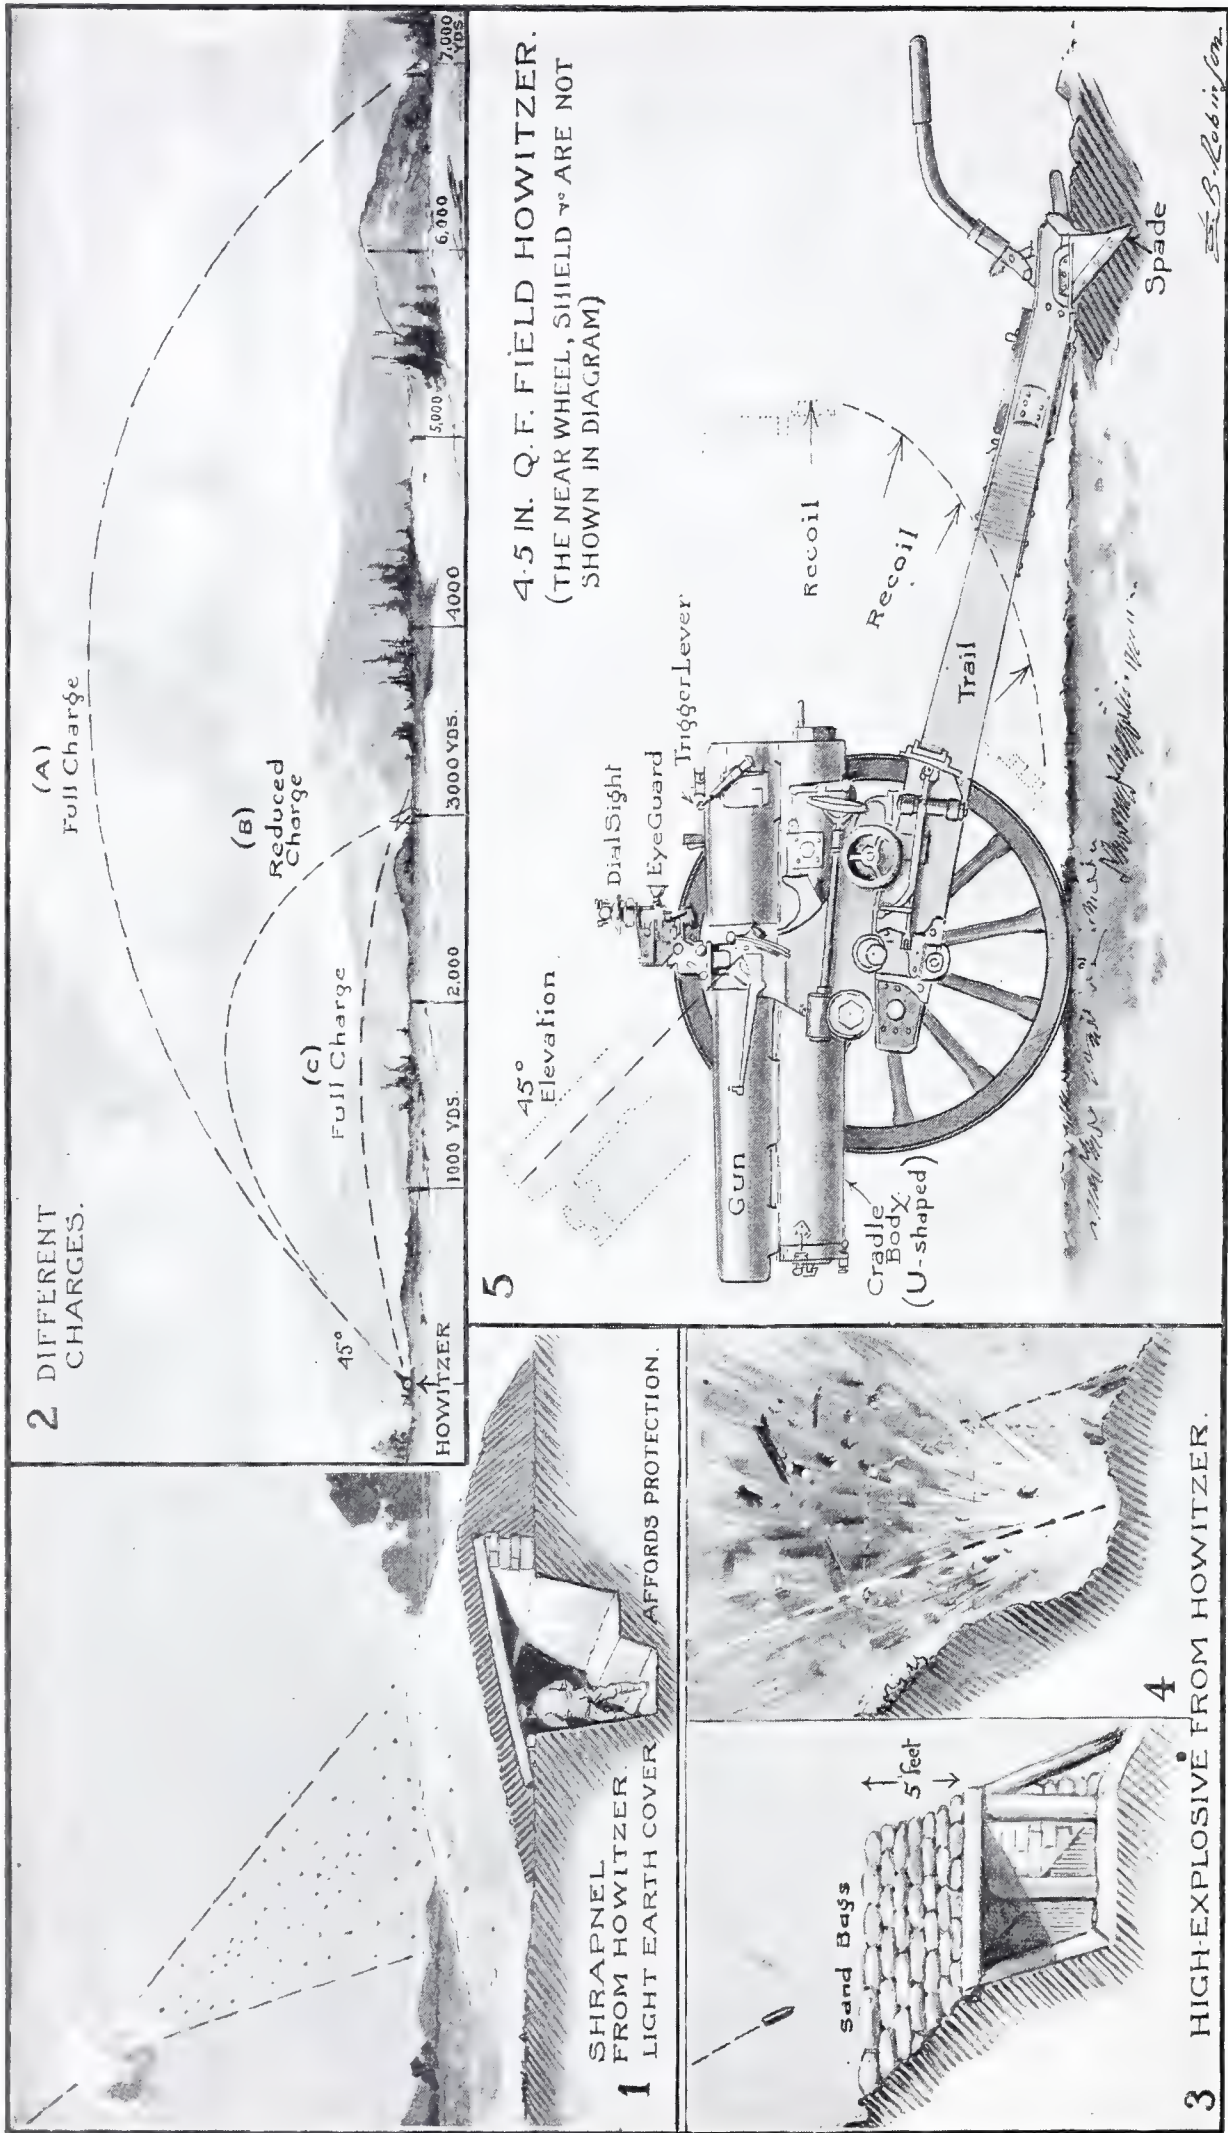 2 DIFFERENT
CHARGES.
(A)
Full Charge
(B)
Reduced
Charge
(C)
Full Charge
45°
HOWITZER
1000 YDS.
2,000
3000 YDS.
4000
5,000
6,000
7,000
YDS.
SHRAPNEL
FROM HOWITZER.
1 LIGHT EARTH COVER AFFORDS PROTECTION.
Sand Bags
5 feet
3
4
HIGH-EXPLOSIVE FROM HOWITZER.
5
4·5 IN. Q.F. FIELD HOWITZER.
(THE NEAR WHEEL, SHIELD &c ARE NOT
SHOWN IN DIAGRAM)
45°
Elevation
Dial Sight
Eye Guard
Trigger Lever
Gun
Cradle
Body
(U-shaped)
Recoil
Recoil
Trail
Spade
B. Robinson